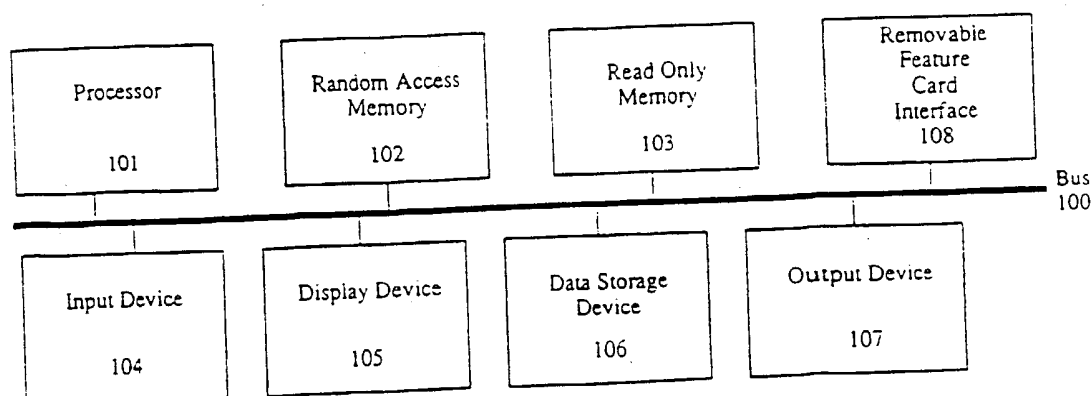 Processor
101
Random Access
Memory
102
Read Only
Memory
103
Removable
Feature
Card
Interface
108
Bus
100
Input Device
104
Display Device
105
Data Storage
Device
106
Output Device
107